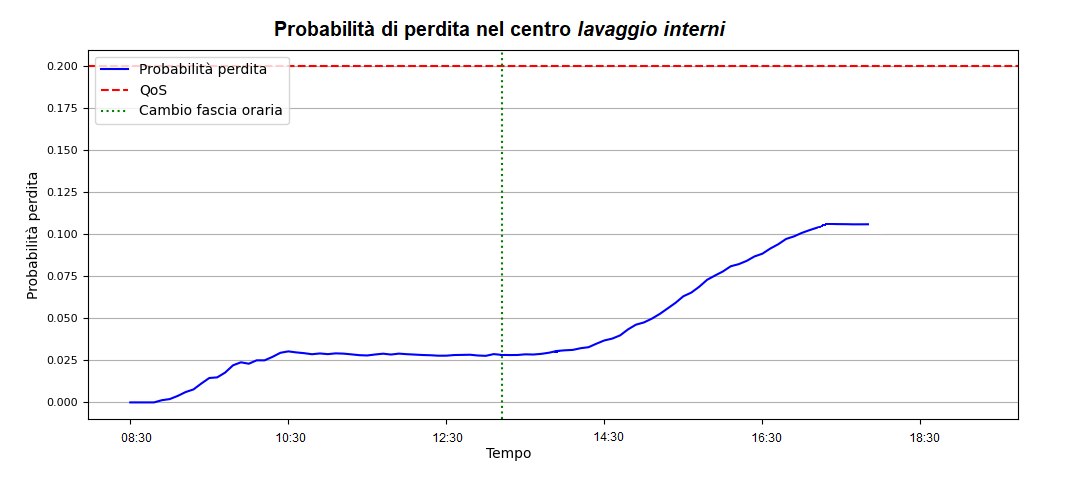 Probabilità di perdita nel centro lavaggio interni
Probabilità perdita
QoS
Cambio fascia oraria
Probabilità perdita
0.200
0.175
0.150
0.125
0.100
0.075
0.050
0.025
0.000
08:30 10:30 12:30 14:30 16:30 18:30
Tempo